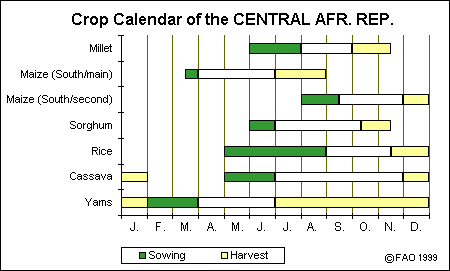 Crop Calendar of the CENTRAL AFR. REP.
Millet
Maize (South/main)
Maize (South/second)
Sorghum
Rice
Cassava
Yams
J. F. M. A. M. J. J. A. S. O. N. D.
Sowing Harvest
©FAO 1999